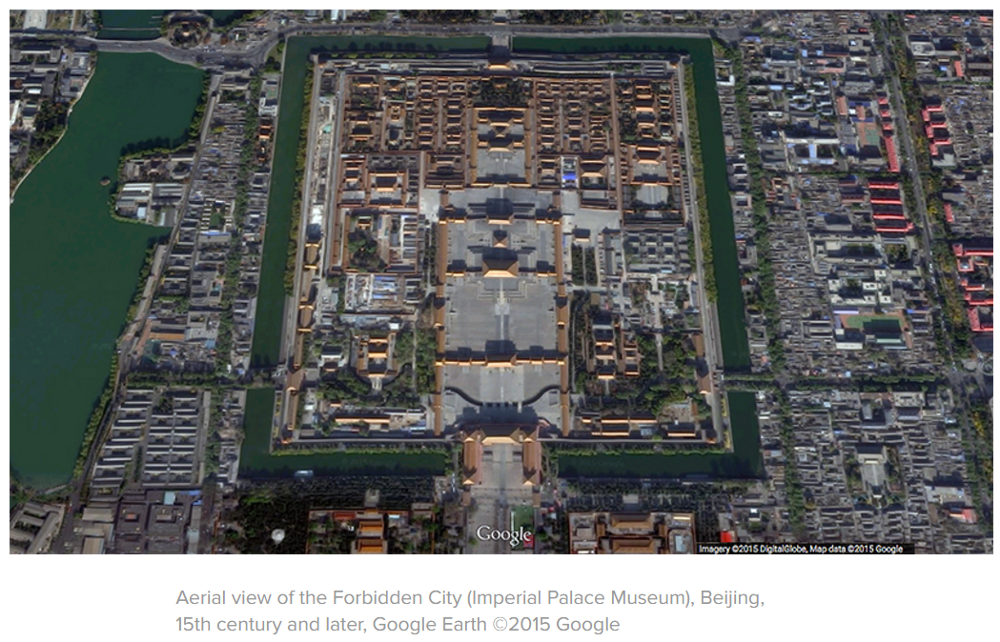 Google
Imagery ©2015 DigitalGlobe, Map data ©2015 Google
Aerial view of the Forbidden City (Imperial Palace Museum), Beijing,
15th century and later, Google Earth ©2015 Google